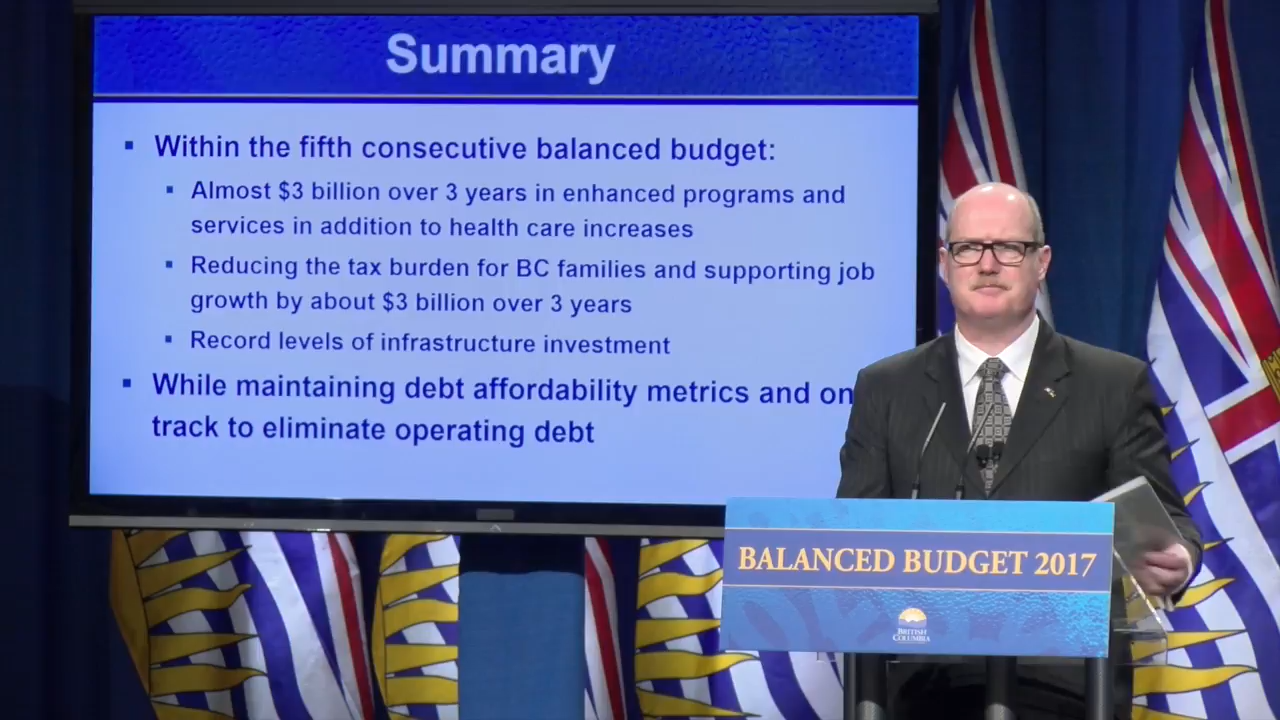 Summary
▪ Within the fifth consecutive balanced budget:
▪ Almost $3 billion over 3 years in enhanced programs and
services in addition to health care increases
▪ Reducing the tax burden for BC families and supporting job
growth by about $3 billion over 3 years
▪ Record levels of infrastructure investment
▪ While maintaining debt affordability metrics and on
track to eliminate operating debt
BALANCED BUDGET 2017
BRITISH
COLUMBIA